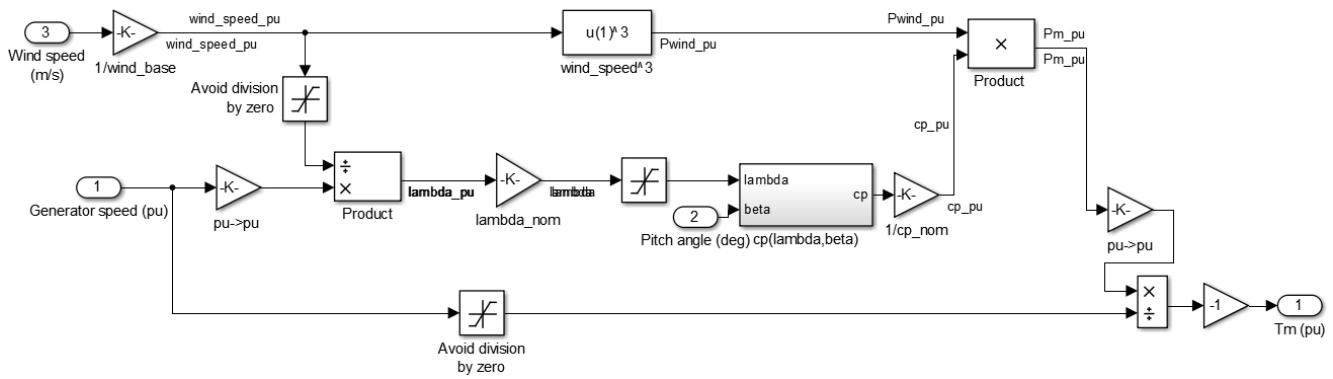 3
Wind speed
(m/s)
-K-
1/wind_base
wind_speed_pu
wind_speed_pu
Avoid division
by zero
u(1)^3
wind_speed^3
Pwind_pu
Pwind_pu
×
Product
Pm_pu
Pm_pu
cp_pu
1
Generator speed (pu)
-K-
pu->pu
÷
×
Product
lambda_pu
-K-
lambda_nom
lambda
2
Pitch angle (deg)
lambda
beta
cp
cp(lambda,beta)
-K-
1/cp_nom
cp_pu
-K-
pu->pu
Avoid division
by zero
×
÷
-1
1
Tm (pu)